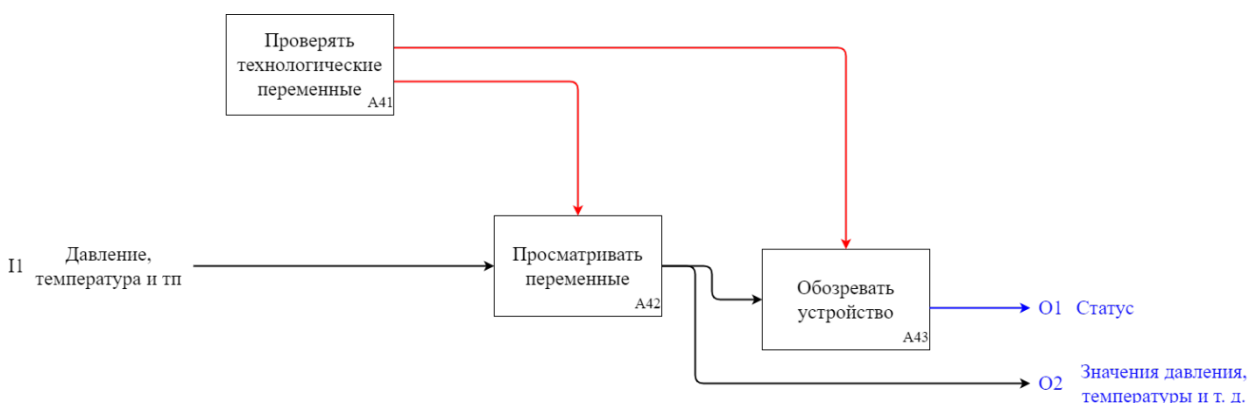 Проверять
технологические
переменные
A41
I1
Давление,
температура и тп
Просматривать
переменные
A42
Обозревать
устройство
A43
O1 Статус
O2
Значения давления,
температуры и т. д.